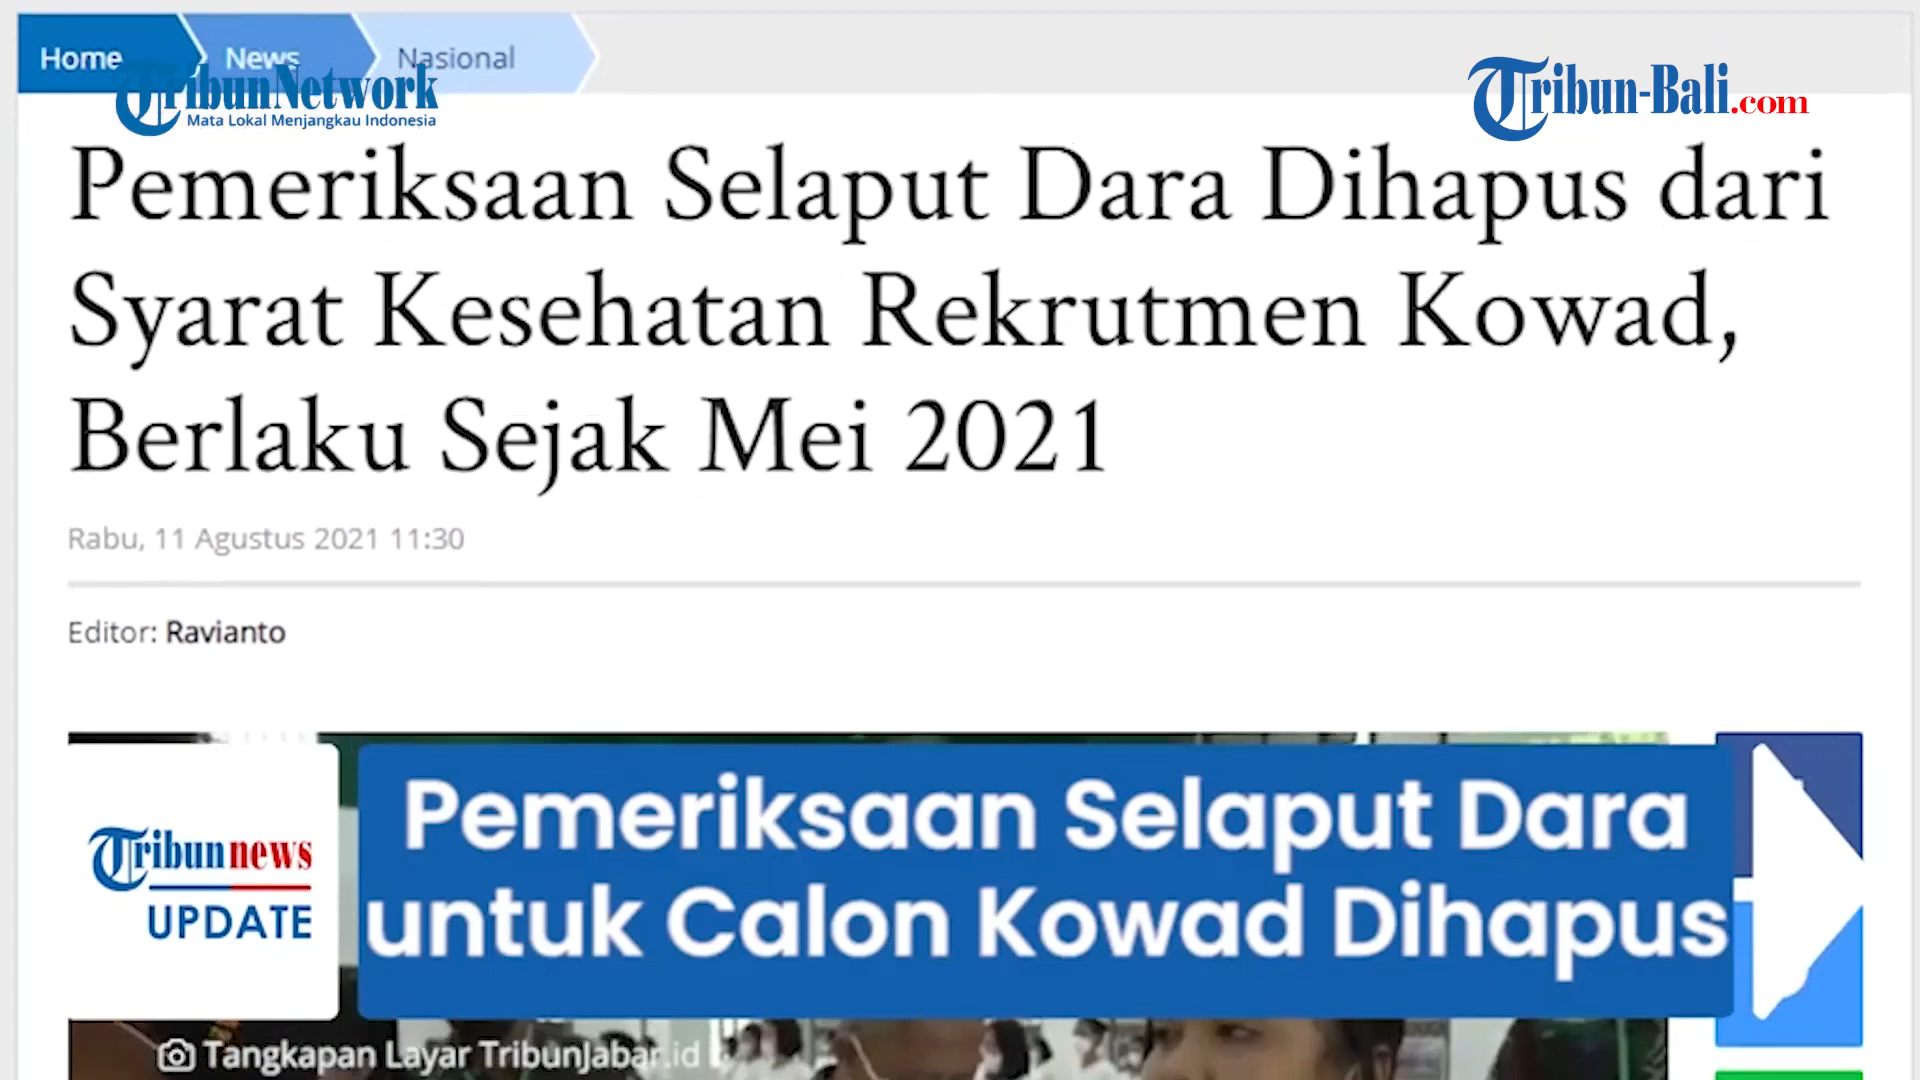 Home
News
Nasional
TribunNetwork
Mata Lokal Menjangkau Indonesia
Tribun-Bali.com
Pemeriksaan Selaput Dara Dihapus dari
Syarat Kesehatan Rekrutmen Kowad,
Berlaku Sejak Mei 2021
Rabu, 11 Agustus 2021 11:30
Editor: Ravianto
Tribunnews
UPDATE
Pemeriksaan Selaput Dara
untuk Calon Kowad Dihapus
Tangkapan Layar TribunJabar.id